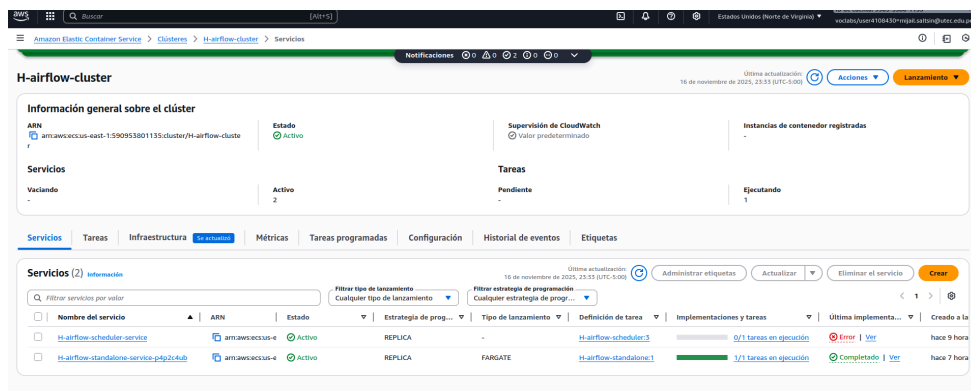 aws
Buscar [Alt+S] Estados Unidos (Norte de Virginia) ▼
voclabs/user4108430=mijail.saltsin@utec.edu.pe
Amazon Elastic Container Service > Clústeres > H-airflow-cluster > Servicios
Notificaciones 0 0 2 0 0
H-airflow-cluster
Última actualización:
16 de noviembre de 2025, 23:33 (UTC-5:00)
Acciones ▼ Lanzamiento ▼
Información general sobre el clúster
ARN Estado Supervisión de CloudWatch Instancias de contenedor registradas
arn:aws:ecs:us-east-1:590953801135:cluster/H-airflow-cluste Activo Valor predeterminado -
r
Servicios Tareas
Vaciando Activo Pendiente Ejecutando
- 2 - 1
Servicios Tareas Infraestructura Se actualizó Métricas Tareas programadas Configuración Historial de eventos Etiquetas
Servicios (2) Información
Última actualización:
16 de noviembre de 2025, 23:33 (UTC-5:00)
Administrar etiquetas Actualizar ▼ Eliminar el servicio Crear
Filtrar tipo de lanzamiento Filtrar estrategia de programación
Filtrar servicios por valor Cualquier tipo de lanzamiento ▼ Cualquier estrategia de progr... ▼ < 1 >
Nombre del servicio ▲ ARN Estado ▽ Estrategia de prog... ▽ Tipo de lanzamiento ▽ Definición de tarea ▽ Implementaciones y tareas ▽ Última implementa... ▽ Creado a la
H-airflow-scheduler-service arn:aws:ecs:us-e Activo REPLICA - H-airflow-scheduler:3 0/1 tareas en ejecución Error | Ver hace 9 hora
H-airflow-standalone-service-p4p2c4ub arn:aws:ecs:us-e Activo REPLICA FARGATE H-airflow-standalone:1 1/1 tareas en ejecución Completado | Ver hace 7 hora